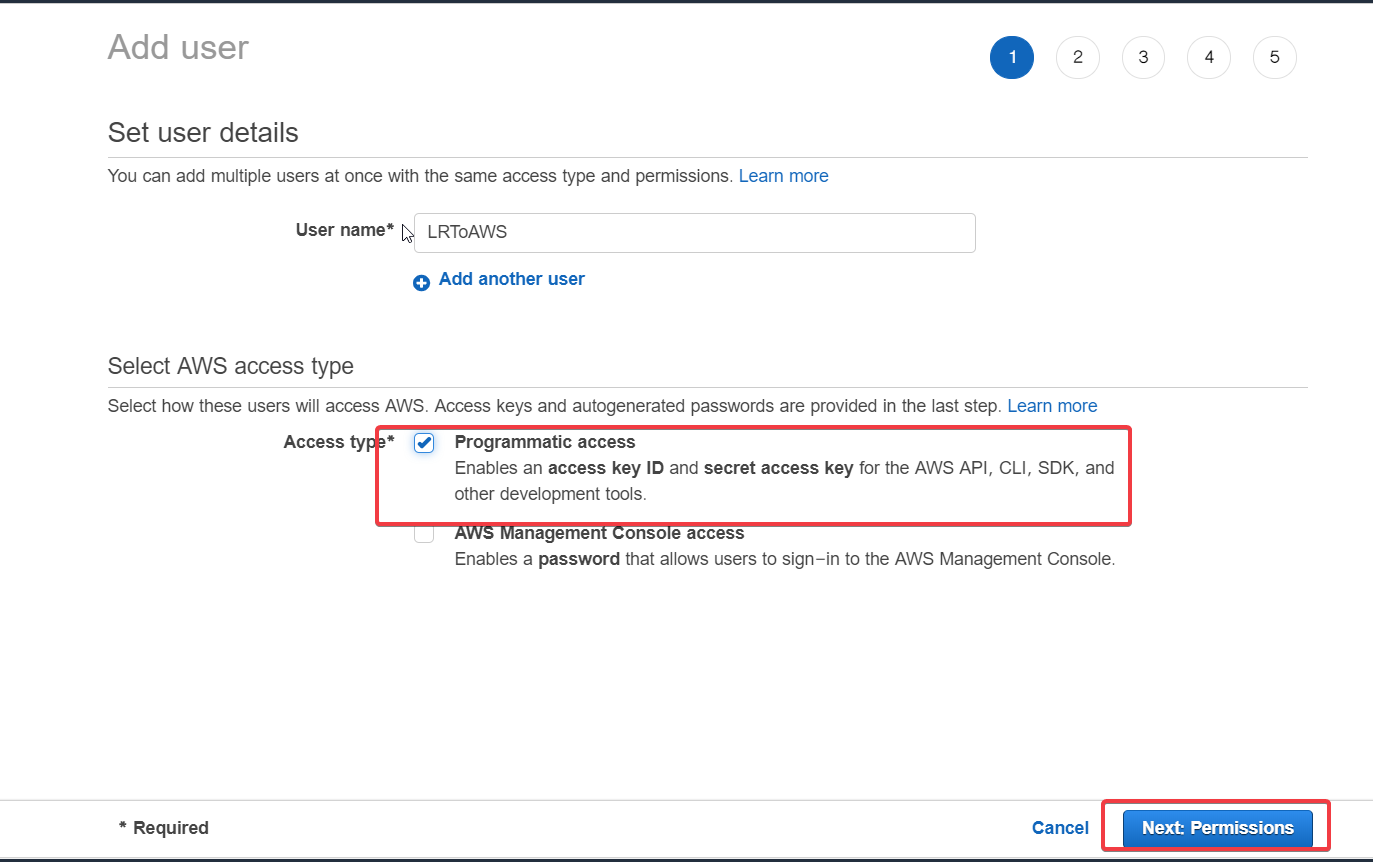 Add user
1 2 3 4 5
Set user details
You can add multiple users at once with the same access type and permissions. Learn more
User name* LRToAWS
Add another user
Select AWS access type
Select how these users will access AWS. Access keys and autogenerated passwords are provided in the last step. Learn more
Access type* Programmatic access
Enables an access key ID and secret access key for the AWS API, CLI, SDK, and
other development tools.
AWS Management Console access
Enables a password that allows users to sign-in to the AWS Management Console.
* Required Cancel Next: Permissions